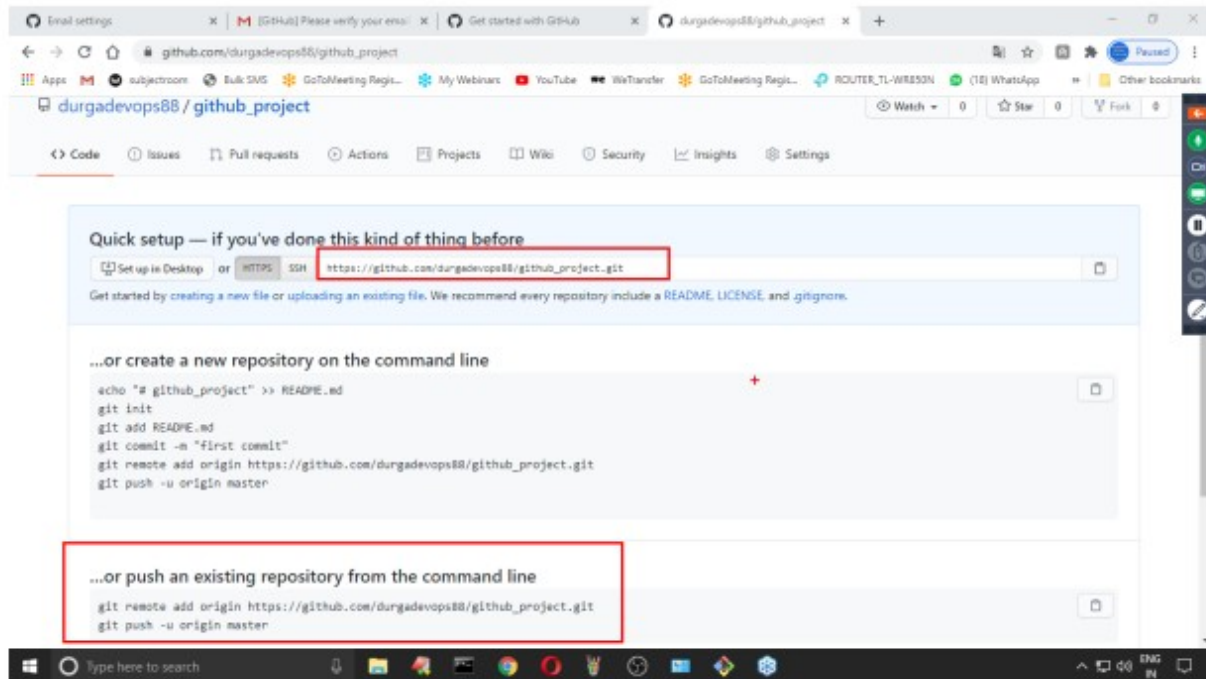 Email settings
[GitHub] Please verify your emai
Get started with GitHub
durgadevops88/github_project
github.com/durgadevops88/github_project
Paused
Apps
subjectroom
Bulk SMS
GoToMeeting Regis...
My Webinars
YouTube
WeTransfer
GoToMeeting Regis...
ROUTER_TL-WR850N
(18) WhatsApp
Other bookmarks
durgadevops88 / github_project
Watch 0
Star 0
Fork 0
Code
Issues
Pull requests
Actions
Projects
Wiki
Security
Insights
Settings
Quick setup — if you've done this kind of thing before
Set up in Desktop or HTTPS SSH https://github.com/durgadevops88/github_project.git
Get started by creating a new file or uploading an existing file. We recommend every repository include a README, LICENSE, and .gitignore.
...or create a new repository on the command line
echo "# github_project" >> README.md
git init
git add README.md
git commit -m "first commit"
git remote add origin https://github.com/durgadevops88/github_project.git
git push -u origin master
...or push an existing repository from the command line
git remote add origin https://github.com/durgadevops88/github_project.git
git push -u origin master
Type here to search
ENG
IN